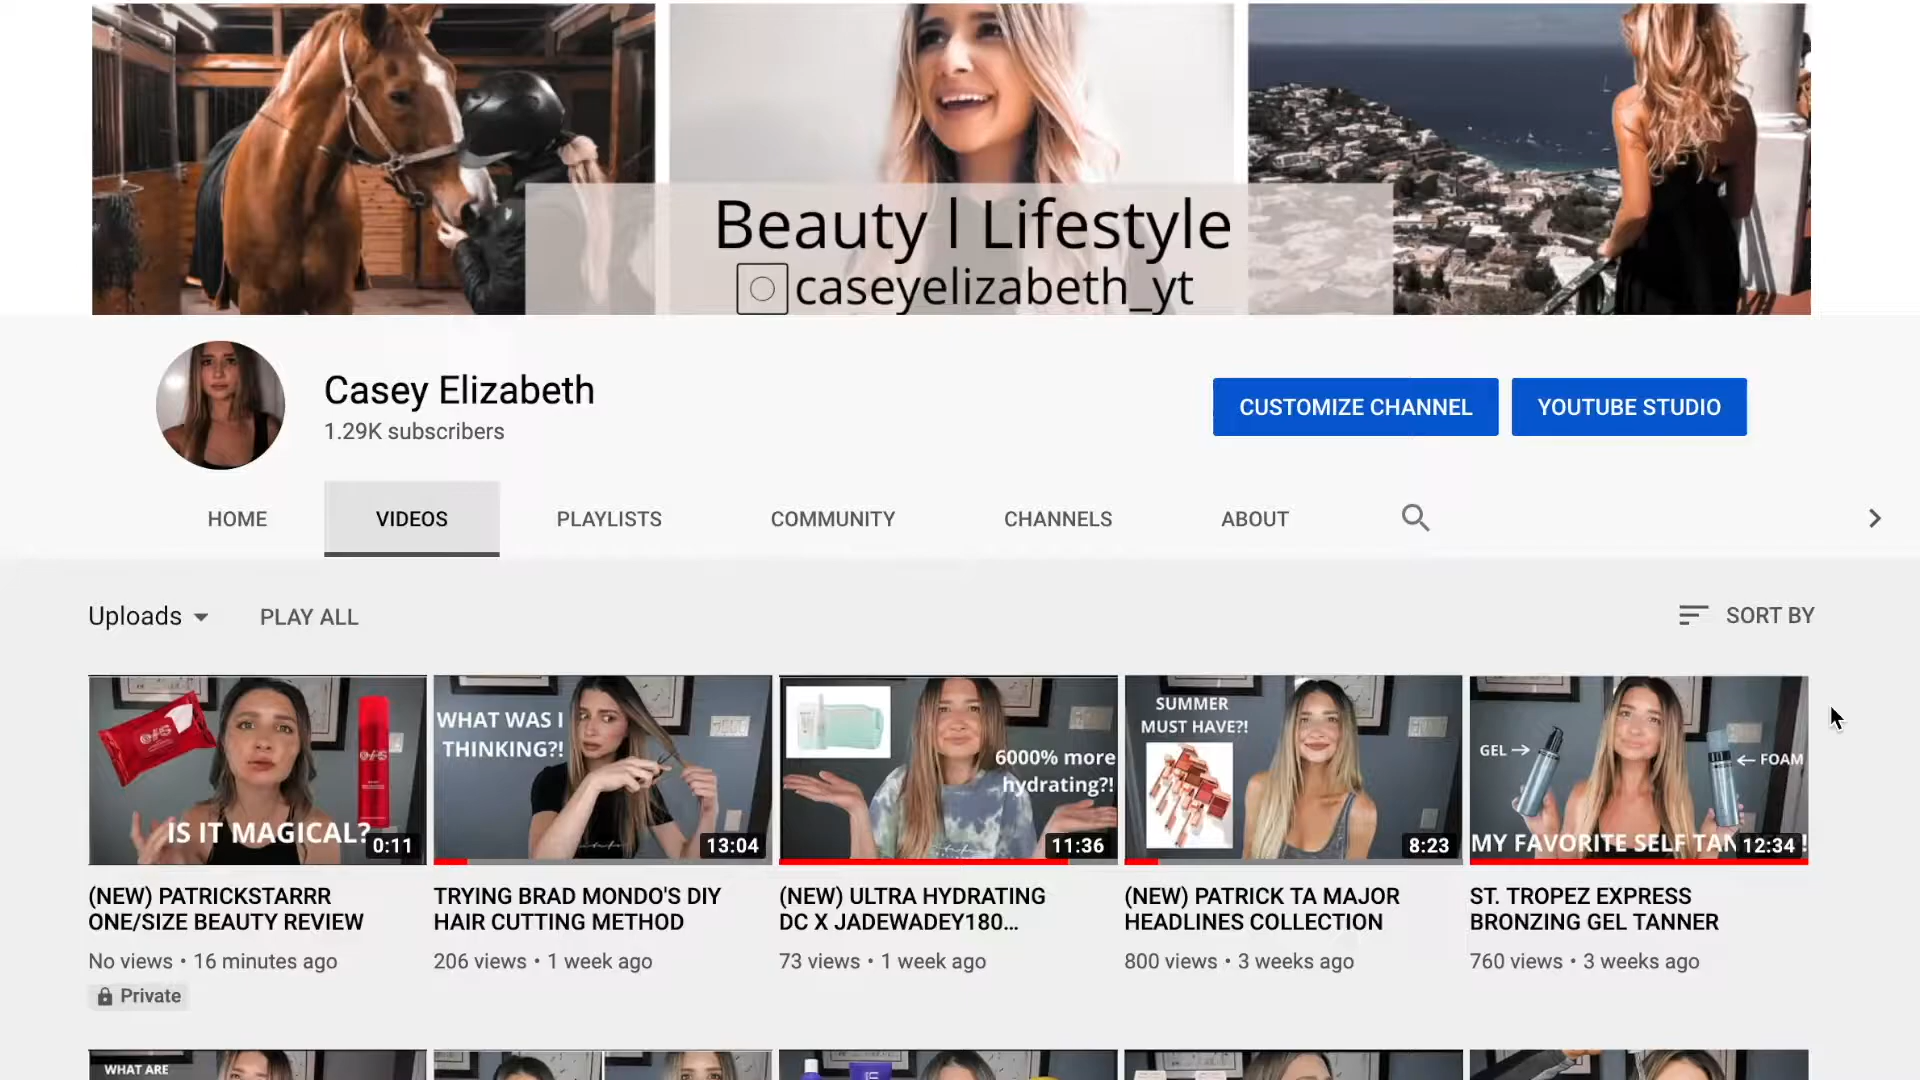 Beauty | Lifestyle
caseyelizabeth_yt
Casey Elizabeth
1.29K subscribers
CUSTOMIZE CHANNEL
YOUTUBE STUDIO
HOME
VIDEOS
PLAYLISTS
COMMUNITY
CHANNELS
ABOUT
Uploads
PLAY ALL
SORT BY
IS IT MAGICAL?
0:11
WHAT WAS I
THINKING?!
13:04
6000% more
hydrating?!
11:36
SUMMER
MUST HAVE?!
8:23
GEL →
← FOAM
MY FAVORITE SELF
12:34
(NEW) PATRICKSTARRR
ONE/SIZE BEAUTY REVIEW
No views • 16 minutes ago
Private
TRYING BRAD MONDO'S DIY
HAIR CUTTING METHOD
206 views • 1 week ago
(NEW) ULTRA HYDRATING
DC X JADEWADEY180...
73 views • 1 week ago
(NEW) PATRICK TA MAJOR
HEADLINES COLLECTION
800 views • 3 weeks ago
ST. TROPEZ EXPRESS
BRONZING GEL TANNER
760 views • 3 weeks ago
WHAT ARE